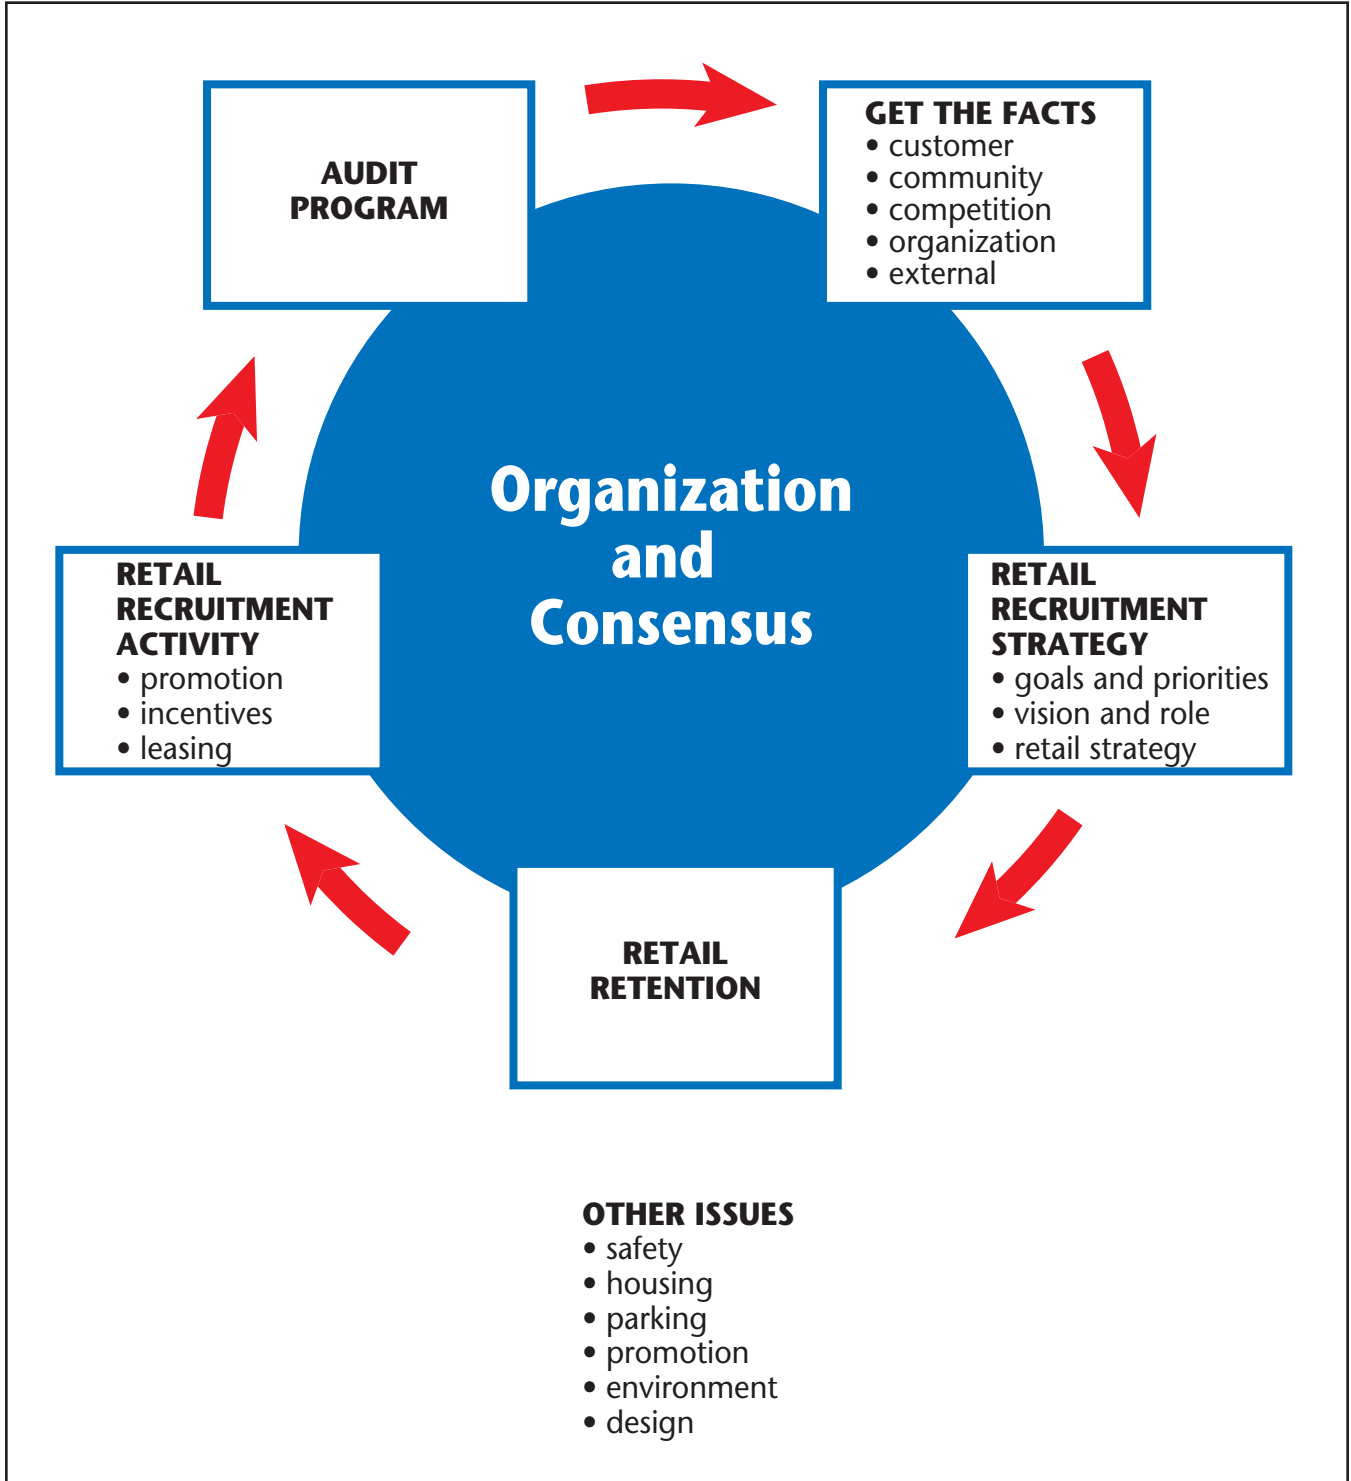 AUDIT
PROGRAM
GET THE FACTS
• customer
• community
• competition
• organization
• external
Organization
and
Consensus
RETAIL
RECRUITMENT
ACTIVITY
• promotion
• incentives
• leasing
RETAIL
RECRUITMENT
STRATEGY
• goals and priorities
• vision and role
• retail strategy
RETAIL
RETENTION
OTHER ISSUES
• safety
• housing
• parking
• promotion
• environment
• design